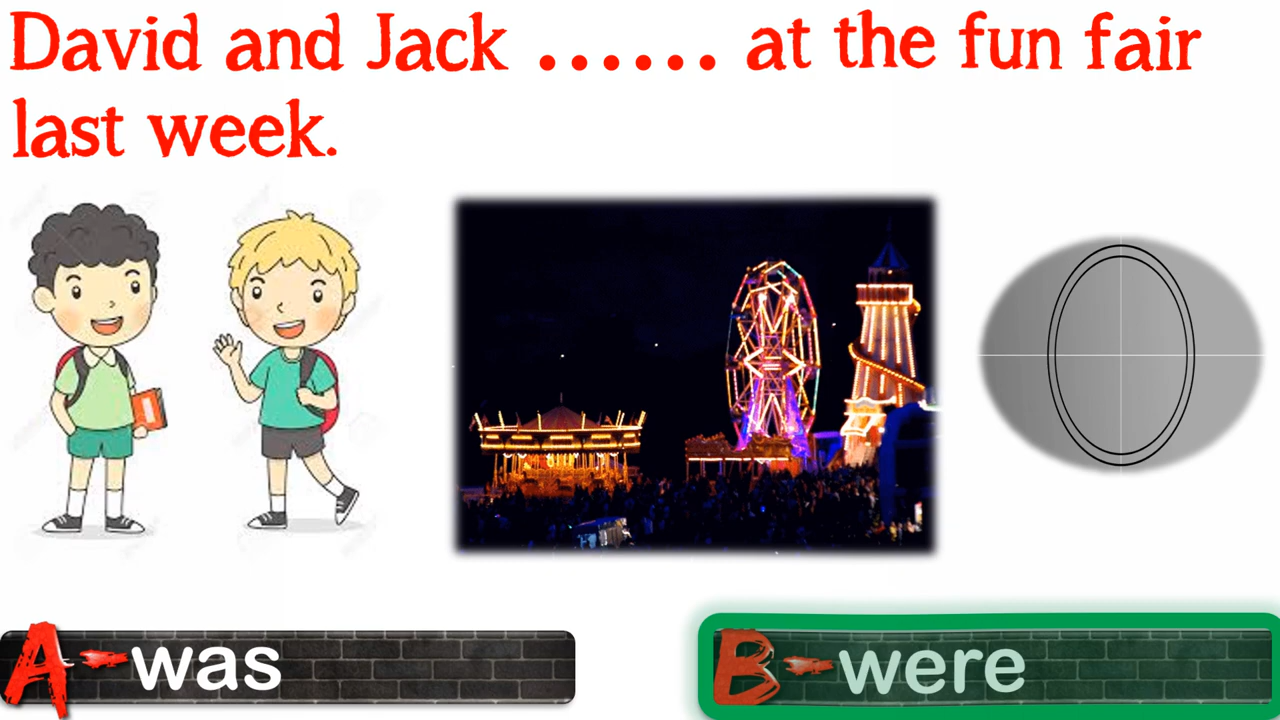 David and Jack ...... at the fun fair
last week.
A-was
B-were